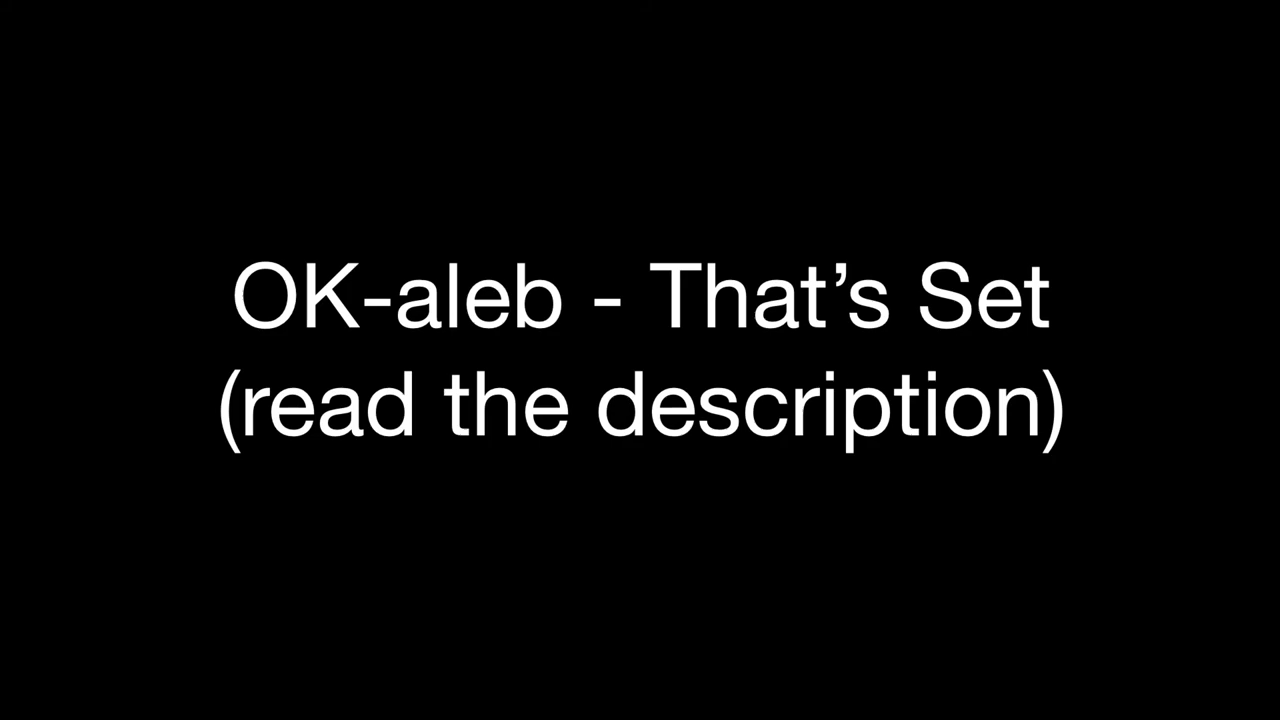 OK-aleb - That’s Set
(read the description)